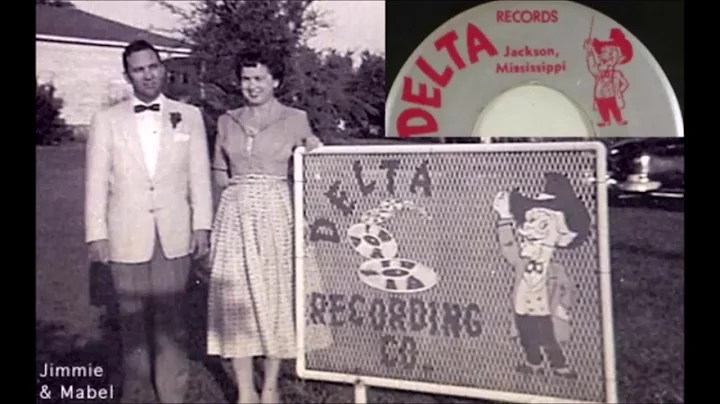 DELTA
RECORDS
Jackson,
Mississippi
DELTA
RECORDING
CO.
Jimmie
& Mabel